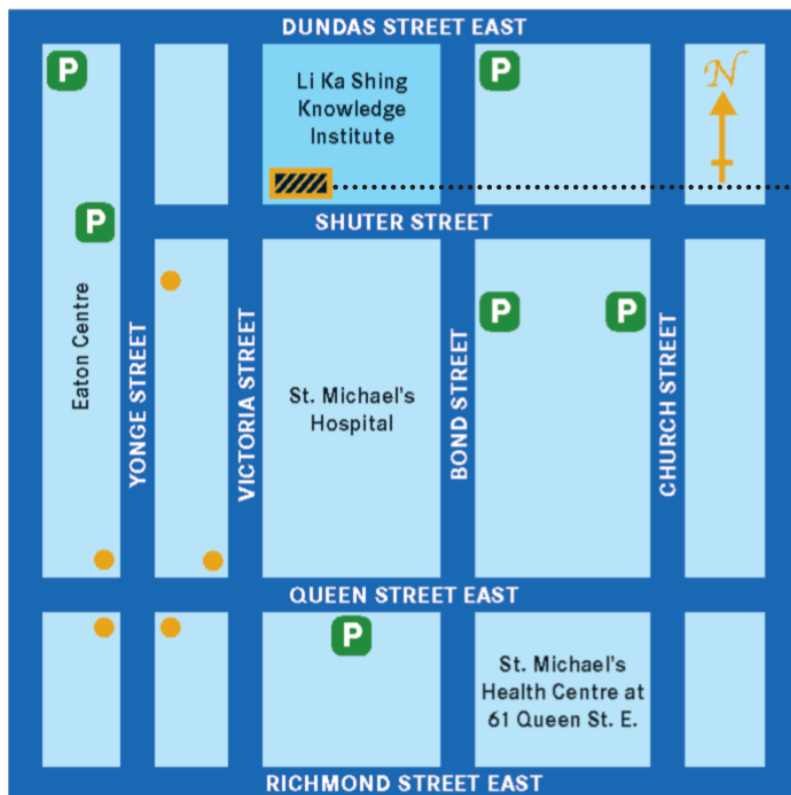 DUNDAS STREET EAST
P
P
Li Ka Shing
Knowledge
Institute
N
P
SHUTER STREET
Eaton Centre
YONGE STREET
VICTORIA STREET
St. Michael's
Hospital
BOND STREET
P
P
CHURCH STREET
QUEEN STREET EAST
P
St. Michael's
Health Centre at
61 Queen St. E.
RICHMOND STREET EAST